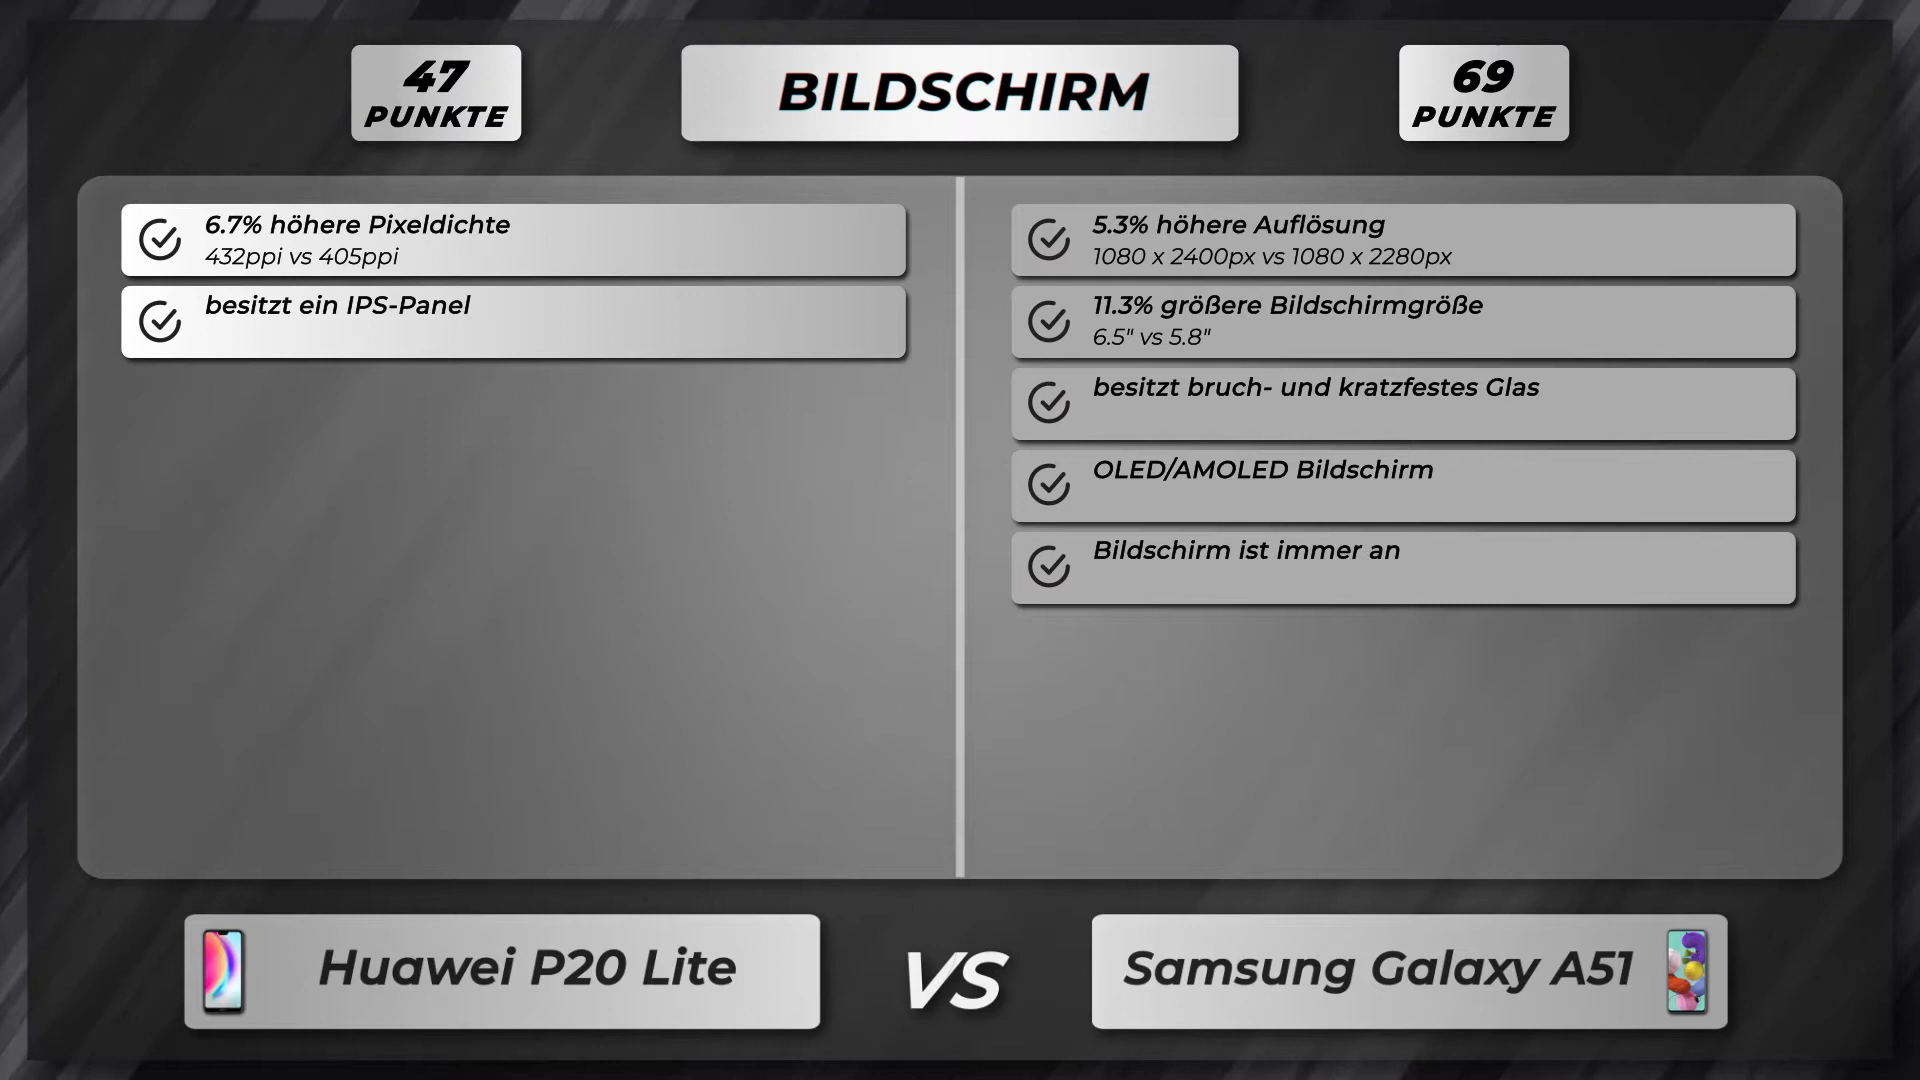 47
PUNKTE
BILDSCHIRM
69
PUNKTE
6.7% höhere Pixeldichte
432ppi vs 405ppi
besitzt ein IPS-Panel
5.3% höhere Auflösung
1080 x 2400px vs 1080 x 2280px
11.3% größere Bildschirmgröße
6.5" vs 5.8"
besitzt bruch- und kratzfestes Glas
OLED/AMOLED Bildschirm
Bildschirm ist immer an
Huawei P20 Lite
VS
Samsung Galaxy A51